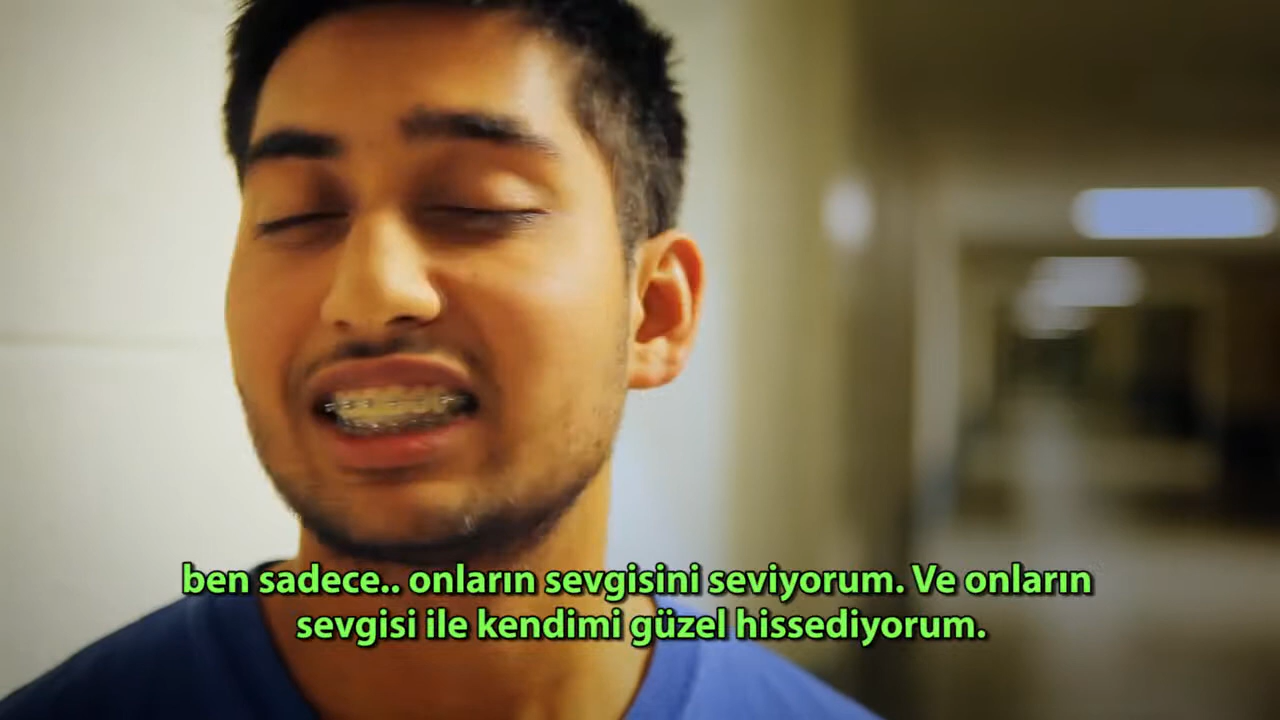 ben sadece.. onların sevgisini seviyorum. Ve onların
sevgisi ile kendimi güzel hissediyorum.